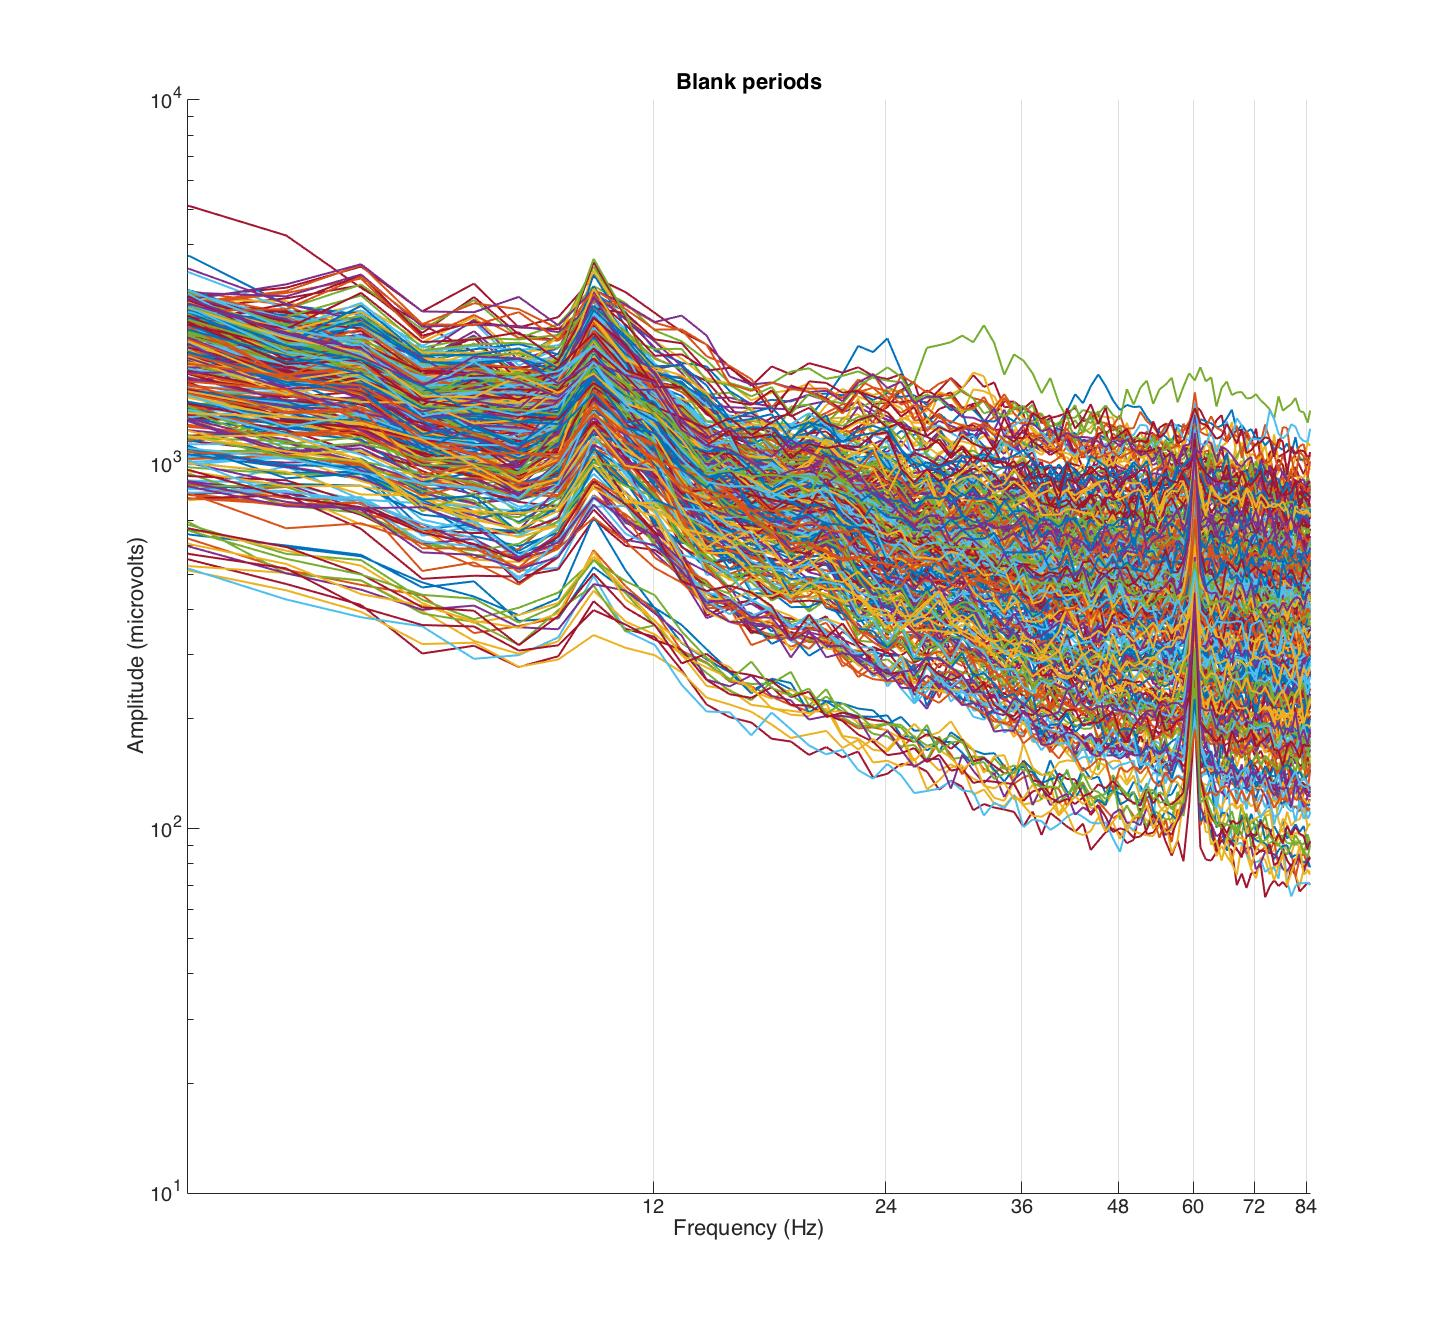 Blank periods
10^4
10^3
10^2
10^1
Amplitude (microvolts)
12 24 36 48 60 72 84
Frequency (Hz)